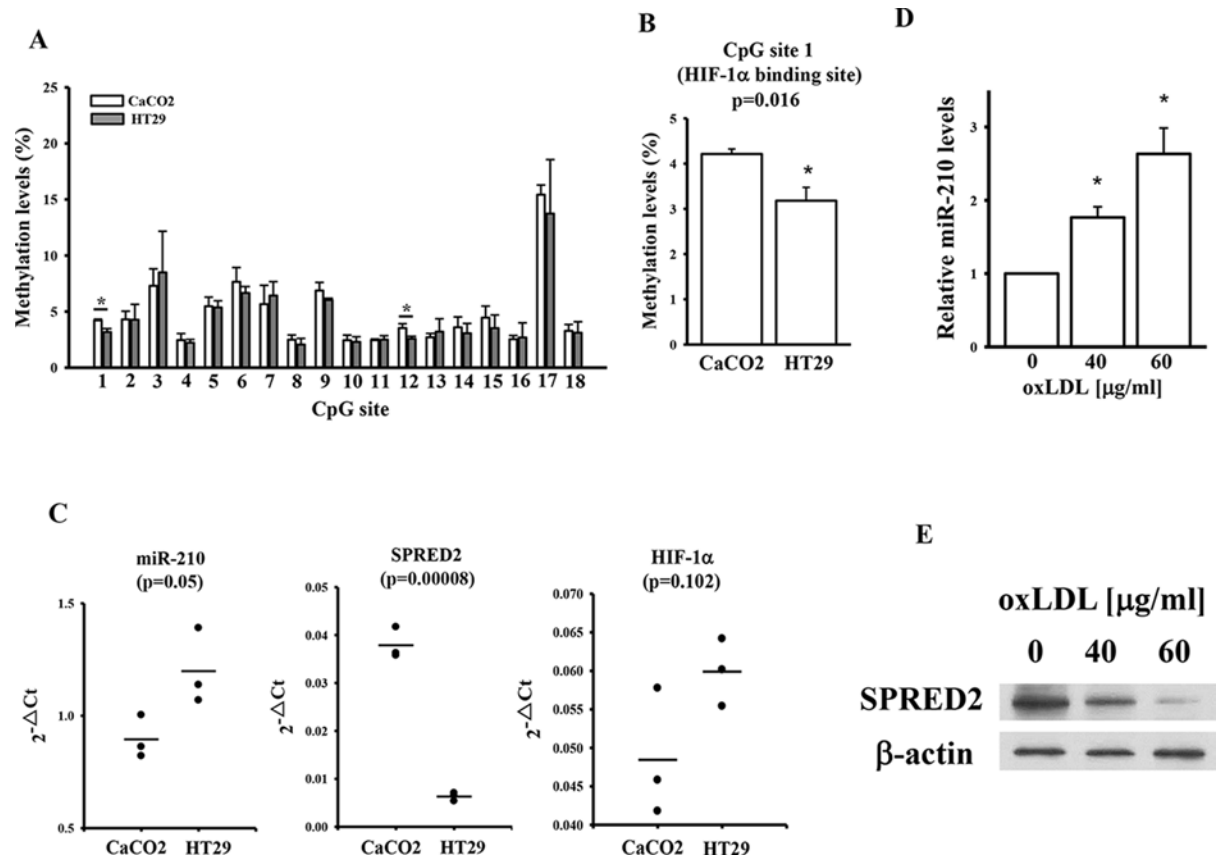 A
25
20
15
10
5
0
Methylation levels (%)
CaCO2
HT29
*
*
1 2 3 4 5 6 7 8 9 10 11 12 13 14 15 16 17 18
CpG site
B
CpG site 1
(HIF-1α binding site)
p=0.016
5
4
3
2
1
0
Methylation levels (%)
*
CaCO2 HT29
D
3
2
1
0
Relative miR-210 levels
*
*
0 40 60
oxLDL [μg/ml]
C
miR-210
(p=0.05)
1.5
1.0
0.5
2-△Ct
CaCO2 HT29
SPRED2
(p=0.00008)
0.05
0.04
0.03
0.02
0.01
0.00
2-△Ct
CaCO2 HT29
HIF-1α
(p=0.102)
0.070
0.065
0.060
0.055
0.050
0.045
0.040
2-△Ct
CaCO2 HT29
E
oxLDL [μg/ml]
0 40 60
SPRED2
β-actin